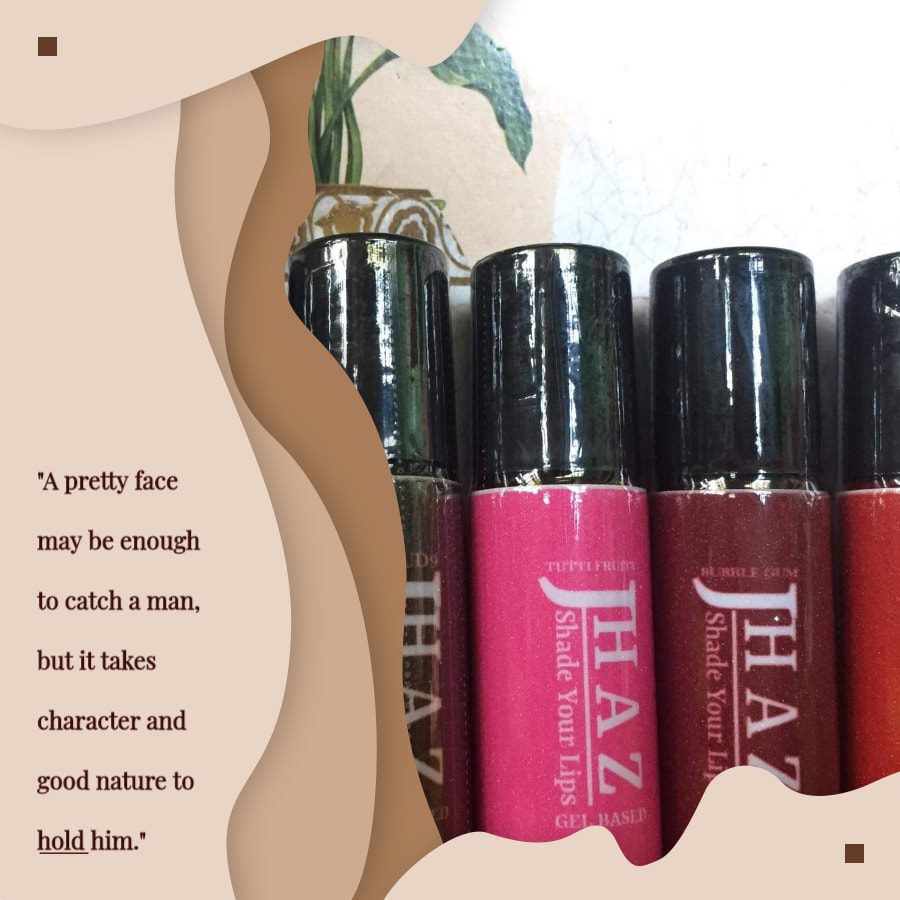 "A pretty face
may be enough
to catch a man,
but it takes
character and
good nature to
hold him."
JHAZ
TUTTI FRUITY
JHAZ
Shade Your Lips
GEL BASED
BUBBLE GUM
JHAZ
Shade Your